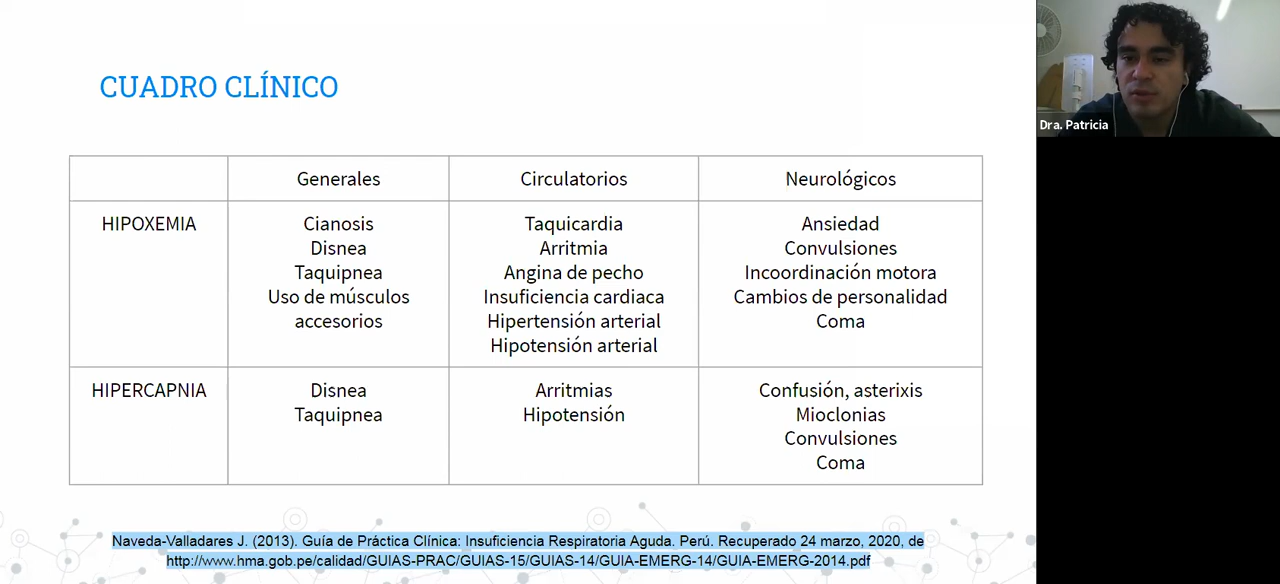 CUADRO CLÍNICO
Dra. Patricia
Generales Circulatorios Neurológicos
HIPOXEMIA
Cianosis
Disnea
Taquipnea
Uso de músculos
accesorios
Taquicardia
Arritmia
Angina de pecho
Insuficiencia cardiaca
Hipertensión arterial
Hipotensión arterial
Ansiedad
Convulsiones
Incoordinación motora
Cambios de personalidad
Coma
HIPERCAPNIA
Disnea
Taquipnea
Arritmias
Hipotensión
Confusión, asterixis
Mioclonias
Convulsiones
Coma
Naveda-Valladares J. (2013). Guía de Práctica Clínica: Insuficiencia Respiratoria Aguda. Perú. Recuperado 24 marzo, 2020, de
http://www.hma.gob.pe/calidad/GUIAS-PRAC/GUIAS-15/GUIAS-14/GUIA-EMERG-14/GUIA-EMERG-2014.pdf